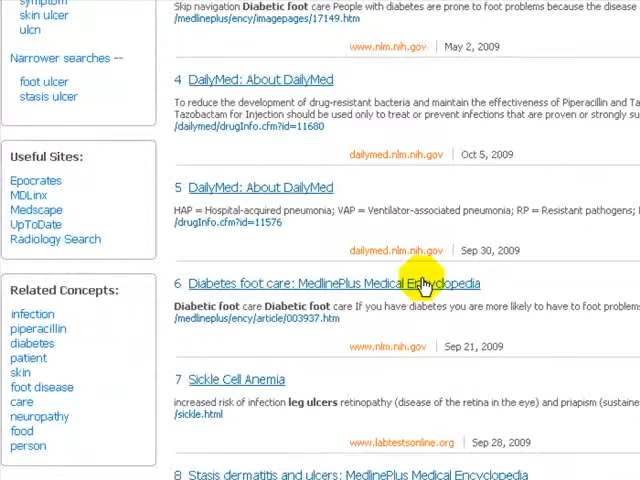 symptom
skin ulcer
ulcn
Narrower searches --
foot ulcer
stasis ulcer
Useful Sites:
Epocrates
MDLinx
Medscape
UpToDate
Radiology Search
Related Concepts:
infection
piperacillin
diabetes
patient
skin
foot disease
care
neuropathy
food
person
Skip navigation Diabetic foot care People with diabetes are prone to foot problems because the disease
/medlineplus/ency/imagepages/17149.htm
www.nlm.nih.gov | May 2, 2009
4 DailyMed: About DailyMed
To reduce the development of drug-resistant bacteria and maintain the effectiveness of Piperacillin and Ta
Tazobactam for Injection should be used only to treat or prevent infections that are proven or strongly su
/dailymed/drugInfo.cfm?id=11680
dailymed.nlm.nih.gov | Oct 5, 2009
5 DailyMed: About DailyMed
HAP = Hospital-acquired pneumonia; VAP = Ventilator-associated pneumonia; RP = Resistant pathogens;
/drugInfo.cfm?id=11576
dailymed.nlm.nih.gov | Sep 30, 2009
6 Diabetes foot care: MedlinePlus Medical Encyclopedia
Diabetic foot care Diabetic foot care If you have diabetes you are more likely to have to foot problems
/medlineplus/ency/article/003937.htm
www.nlm.nih.gov | Sep 21, 2009
7 Sickle Cell Anemia
increased risk of infection leg ulcers retinopathy (disease of the retina in the eye) and priapism (sustaine
/sickle.html
www.labtestsonline.org | Sep 28, 2009
8 Stasis dermatitis and ulcers: MedlinePlus Medical Encyclopedia